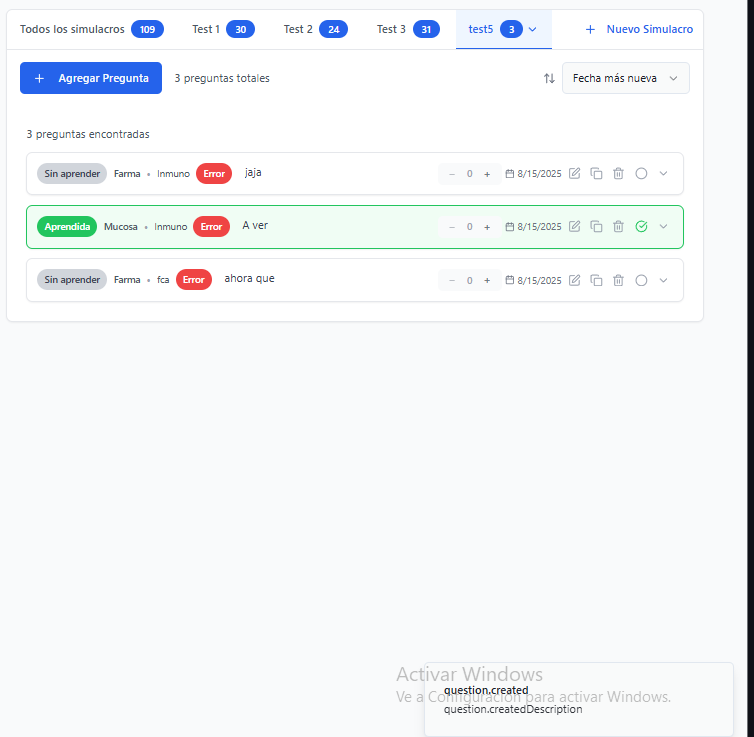 Todos los simulacros 109 Test 1 30 Test 2 24 Test 3 31 test5 3 + Nuevo Simulacro
+ Agregar Pregunta 3 preguntas totales Fecha más nueva
3 preguntas encontradas
Sin aprender Farma • Inmuno Error jaja − 0 + 8/15/2025
Aprendida Mucosa • Inmuno Error A ver − 0 + 8/15/2025
Sin aprender Farma • fca Error ahora que − 0 + 8/15/2025
Activar Windows
question.created
Ve a Configuración para activar Windows.
question.createdDescription